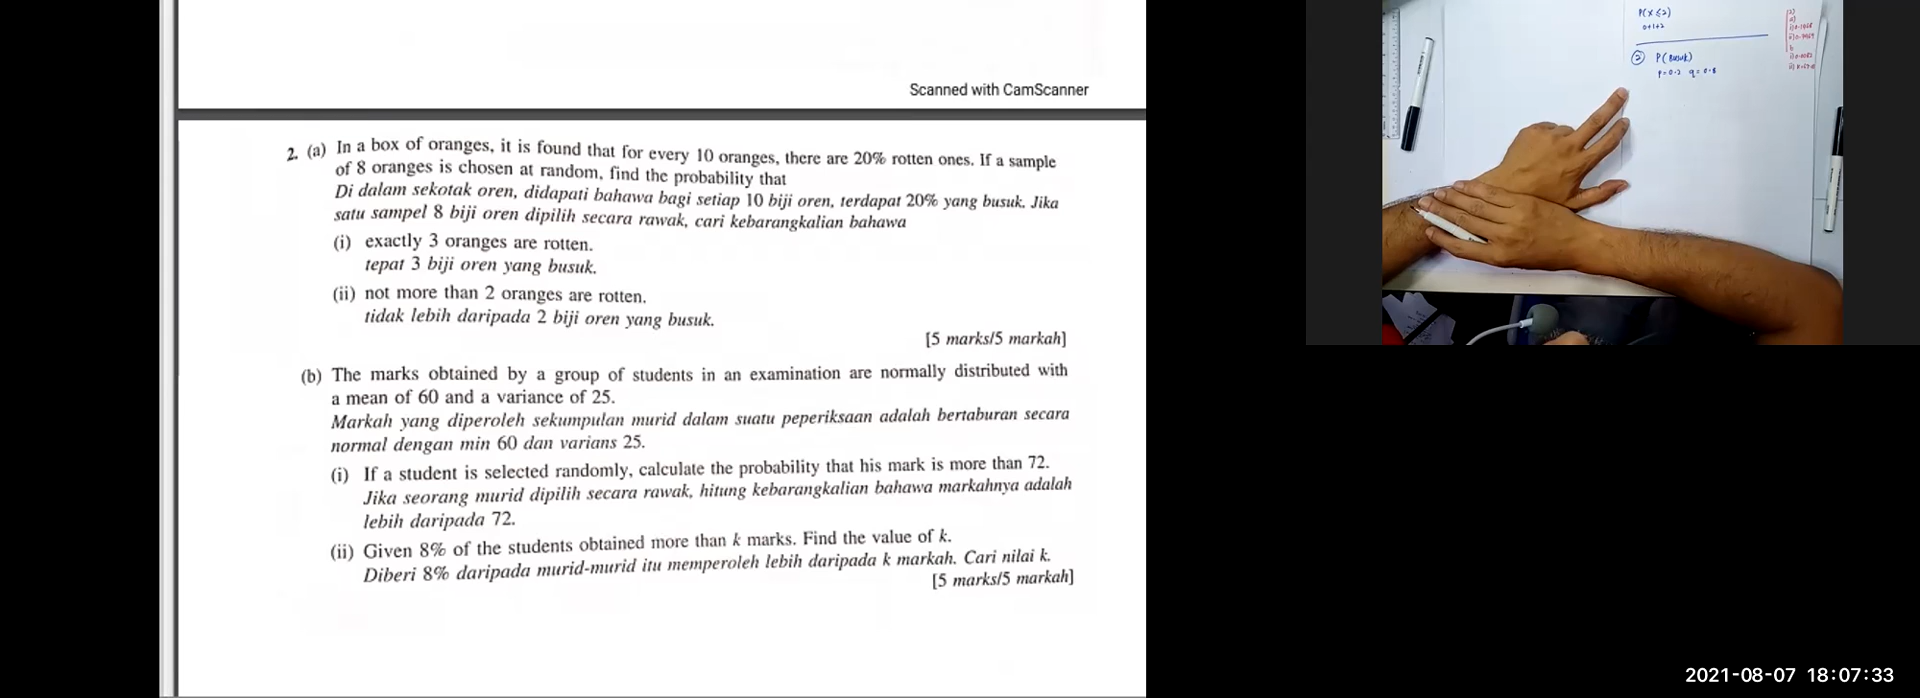 Scanned with CamScanner
2. (a) In a box of oranges, it is found that for every 10 oranges, there are 20% rotten ones. If a sample
of 8 oranges is chosen at random, find the probability that
Di dalam sekotak oren, didapati bahawa bagi setiap 10 biji oren, terdapat 20% yang busuk. Jika
satu sampel 8 biji oren dipilih secara rawak, cari kebarangkalian bahawa
(i) exactly 3 oranges are rotten.
tepat 3 biji oren yang busuk.
(ii) not more than 2 oranges are rotten.
tidak lebih daripada 2 biji oren yang busuk.
[5 marks/5 markah]
(b) The marks obtained by a group of students in an examination are normally distributed with
a mean of 60 and a variance of 25.
Markah yang diperoleh sekumpulan murid dalam suatu peperiksaan adalah bertaburan secara
normal dengan min 60 dan varians 25.
(i) If a student is selected randomly, calculate the probability that his mark is more than 72.
Jika seorang murid dipilih secara rawak, hitung kebarangkalian bahawa markahnya adalah
lebih daripada 72.
(ii) Given 8% of the students obtained more than k marks. Find the value of k.
Diberi 8% daripada murid-murid itu memperoleh lebih daripada k markah. Cari nilai k.
[5 marks/5 markah]
P(X ≤ 2)
0+1+2
② P(Busuk)
p = 0.2 q = 0.8
2021-08-07 18:07:33